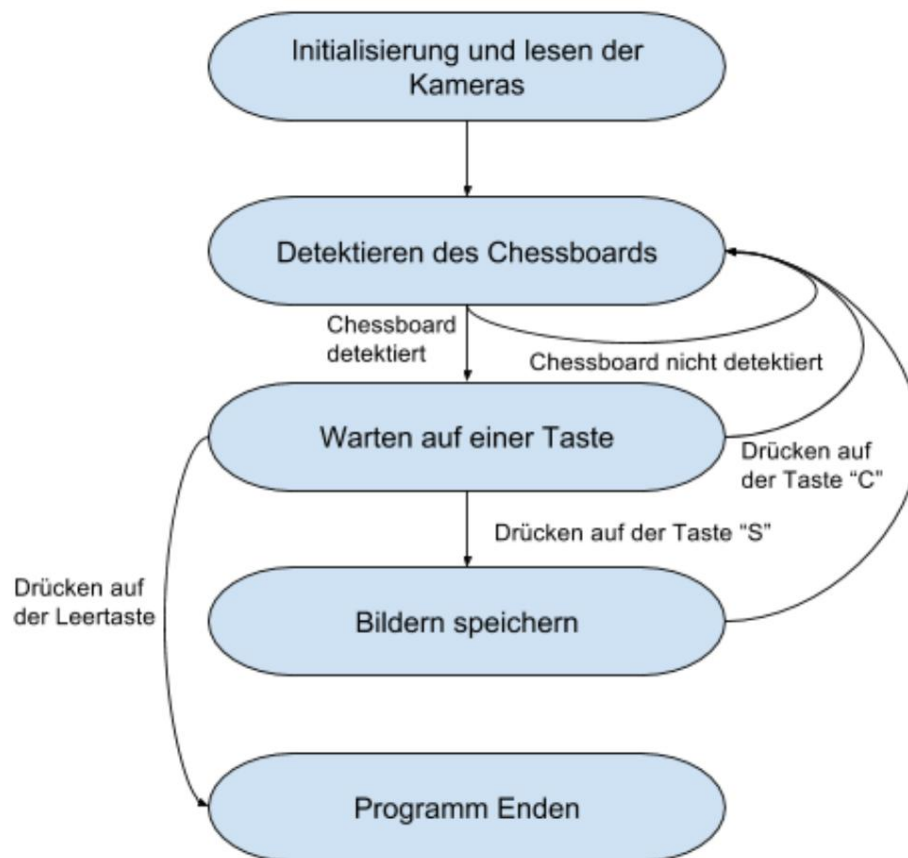 Initialisierung und lesen der
Kameras
Detektieren des Chessboards
Chessboard
detektiert
Chessboard nicht detektiert
Warten auf einer Taste
Drücken auf
der Taste “C”
Drücken auf der Taste “S”
Drücken auf
der Leertaste
Bildern speichern
Programm Enden